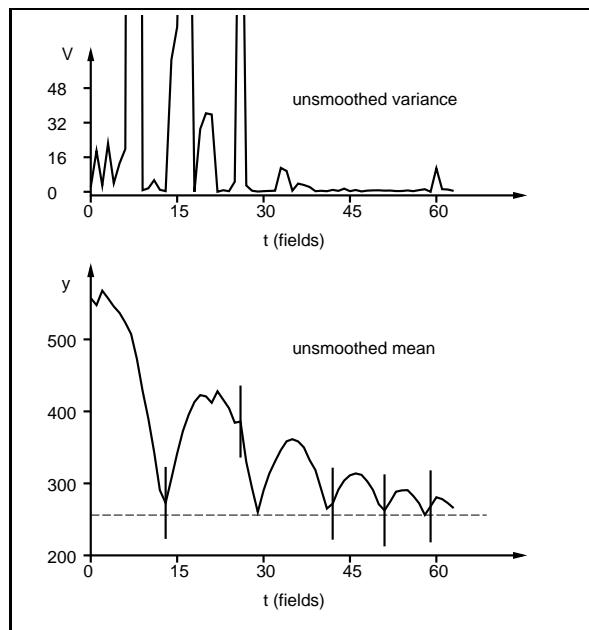 V
48
unsmoothed variance
32
16
0
0 15 30 45 60
t (fields)
y
500
unsmoothed mean
400
300
200
0 15 30 45 60
t (fields)